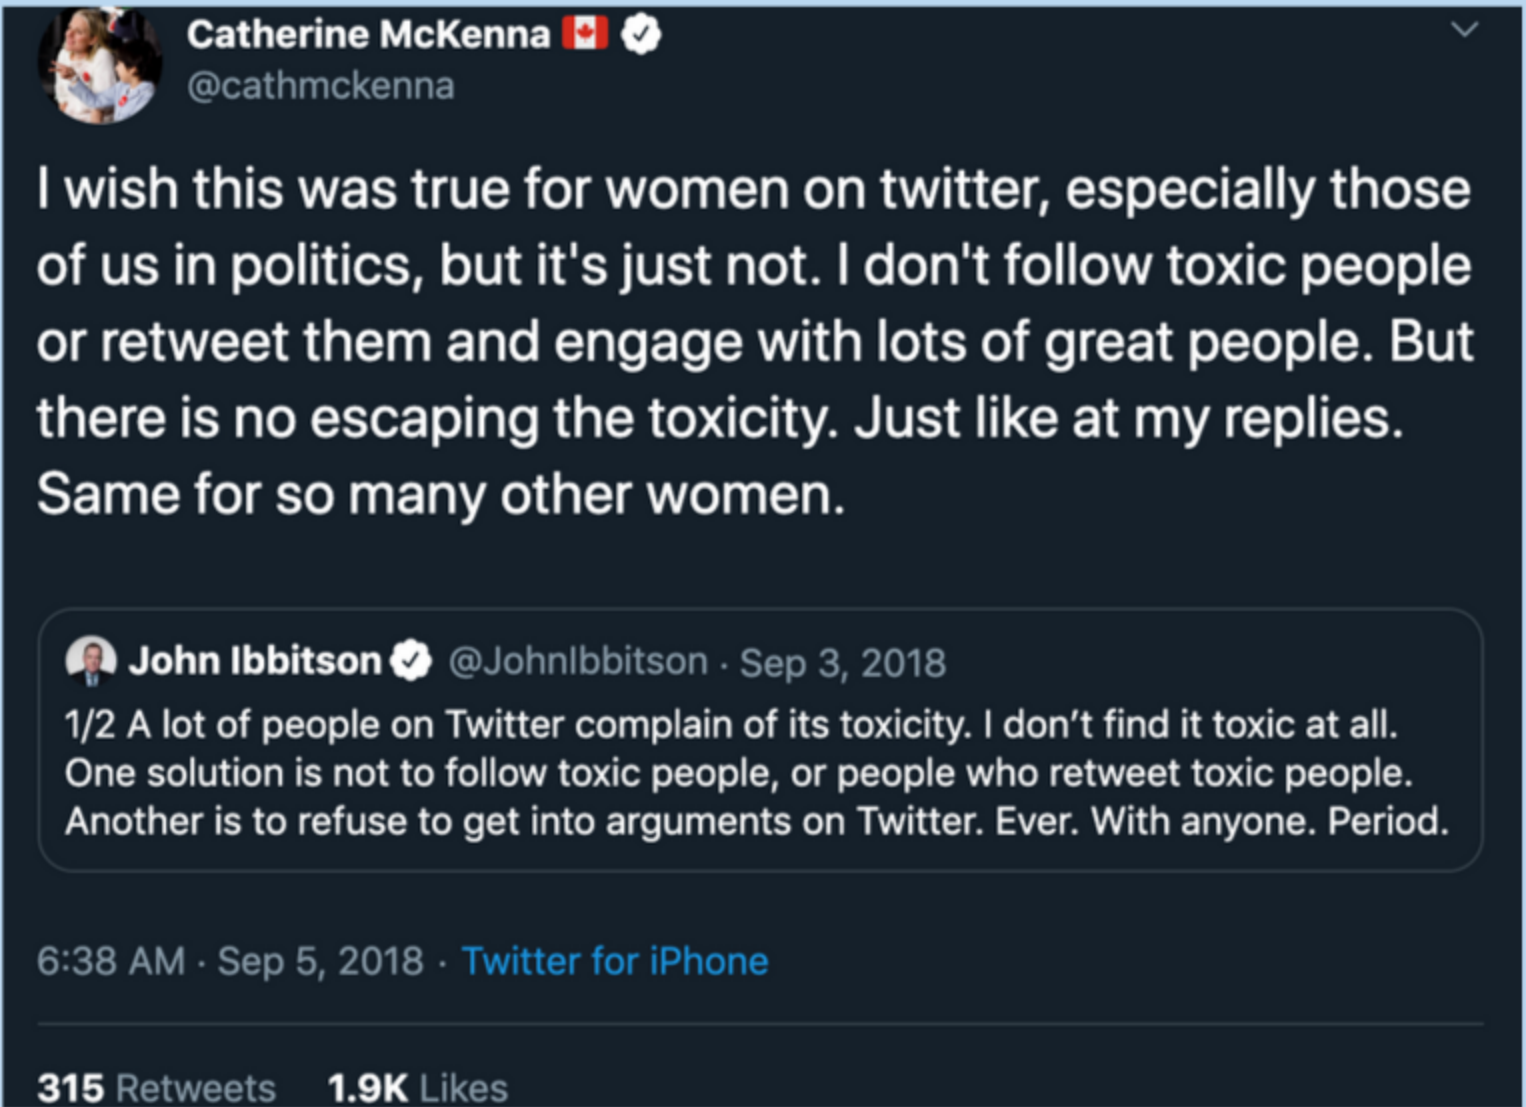 Catherine McKenna 🇨🇦
@cathmckenna
I wish this was true for women on twitter, especially those
of us in politics, but it's just not. I don't follow toxic people
or retweet them and engage with lots of great people. But
there is no escaping the toxicity. Just like at my replies.
Same for so many other women.
John Ibbitson @JohnIbbitson · Sep 3, 2018
1/2 A lot of people on Twitter complain of its toxicity. I don’t find it toxic at all.
One solution is not to follow toxic people, or people who retweet toxic people.
Another is to refuse to get into arguments on Twitter. Ever. With anyone. Period.
6:38 AM · Sep 5, 2018 · Twitter for iPhone
315 Retweets 1.9K Likes